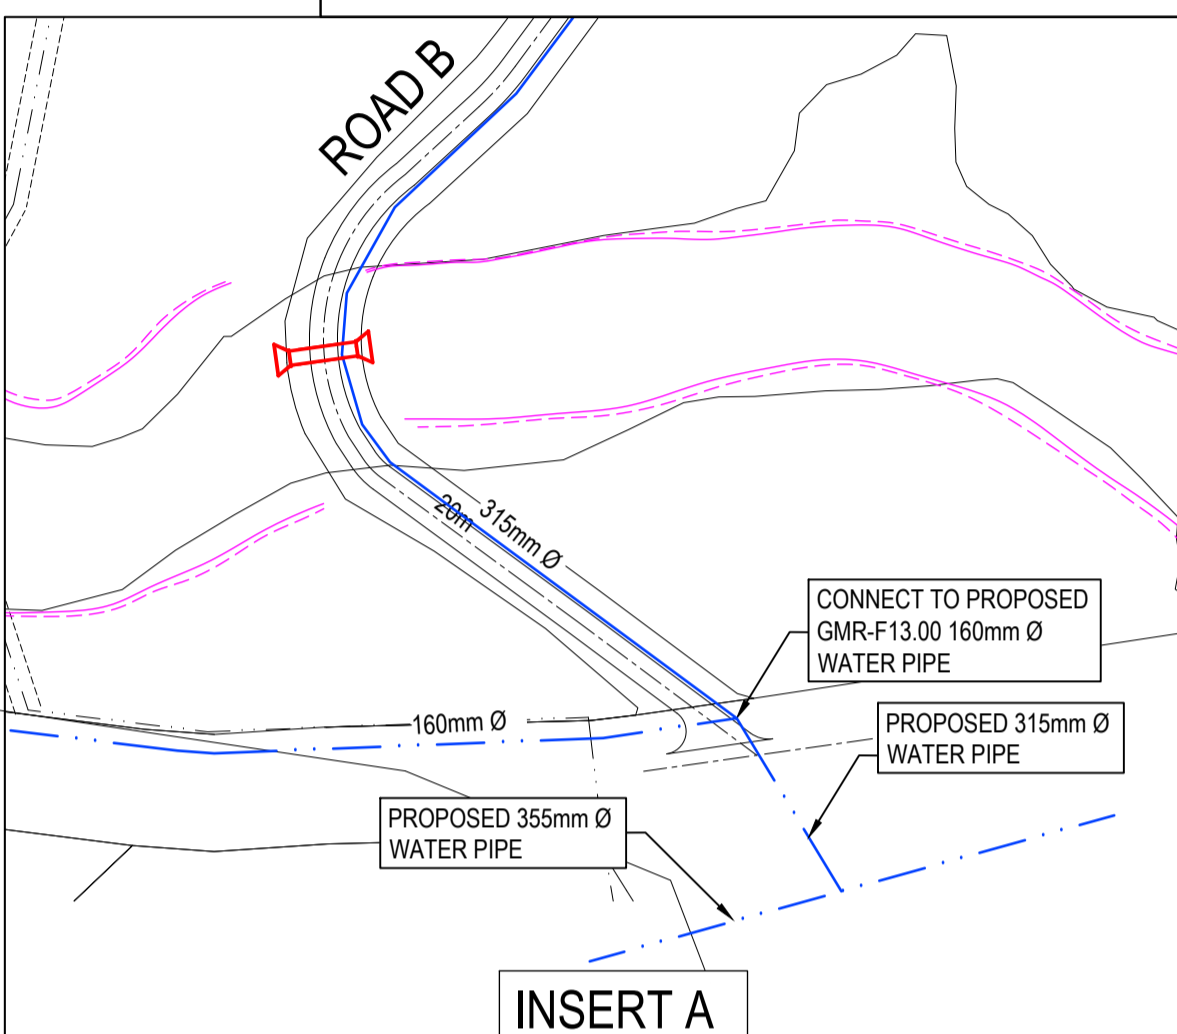 ROAD B
20m
315mm Ø
CONNECT TO PROPOSED
GMR-F13.00 160mm Ø
WATER PIPE
160mm Ø
PROPOSED 315mm Ø
WATER PIPE
PROPOSED 355mm Ø
WATER PIPE
INSERT A